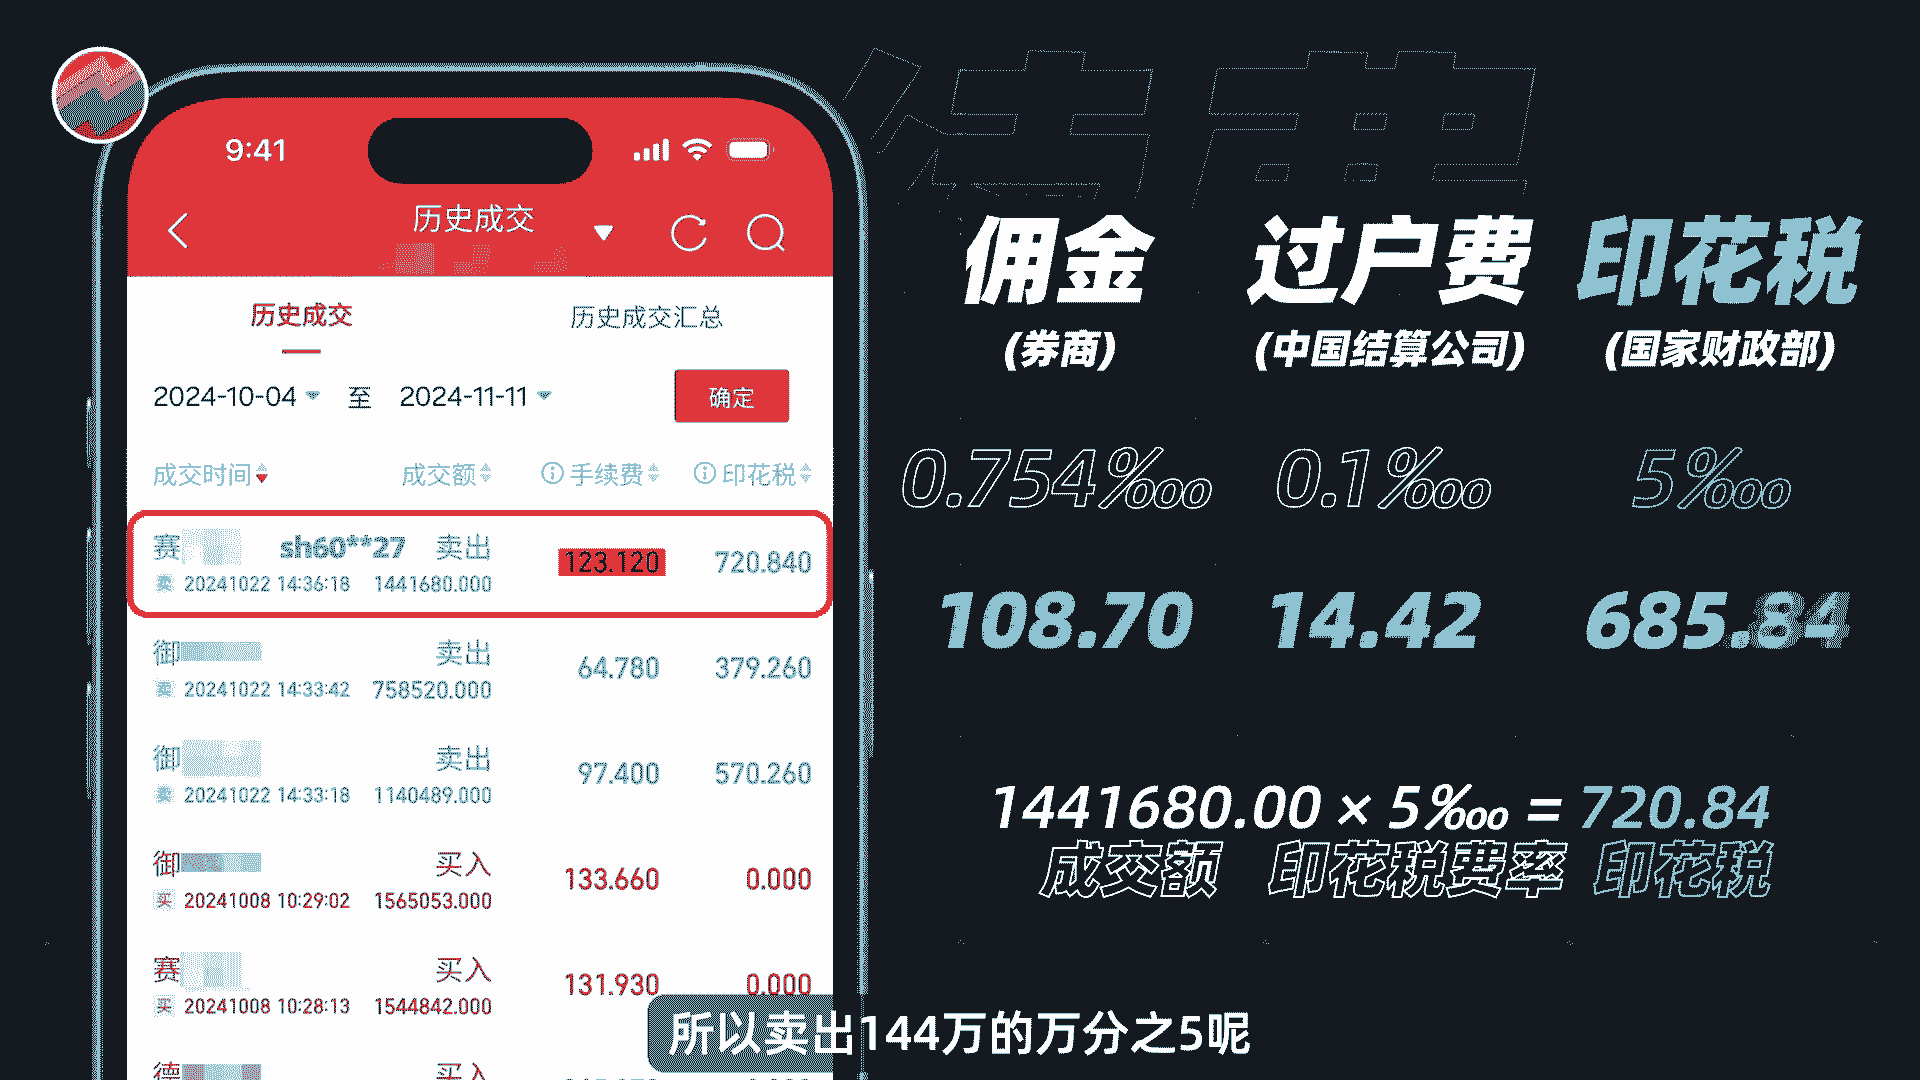 9:41
历史成交
历史成交 历史成交汇总
2024-10-04 至 2024-11-11 确定
成交时间 成交额 手续费 印花税
赛 sh60**27 卖出 123.120 720.840
卖 20241022 14:36:18 1441680.000
御 卖出 64.780 379.260
卖 20241022 14:33:42 758520.000
御 卖出 97.400 570.260
卖 20241022 14:33:18 1140489.000
御 买入 133.660 0.000
买 20241008 10:29:02 1565053.000
赛 买入 131.930 0.000
买 20241008 10:28:13 1544842.000
德 买入
佣金 过户费 印花税
(券商) (中国结算公司) (国家财政部)
0.754‱ 0.1‱ 5‱
108.70 14.42 685.84
1441680.00 × 5‱ = 720.84
成交额 印花税费率 印花税
所以卖出144万的万分之5呢